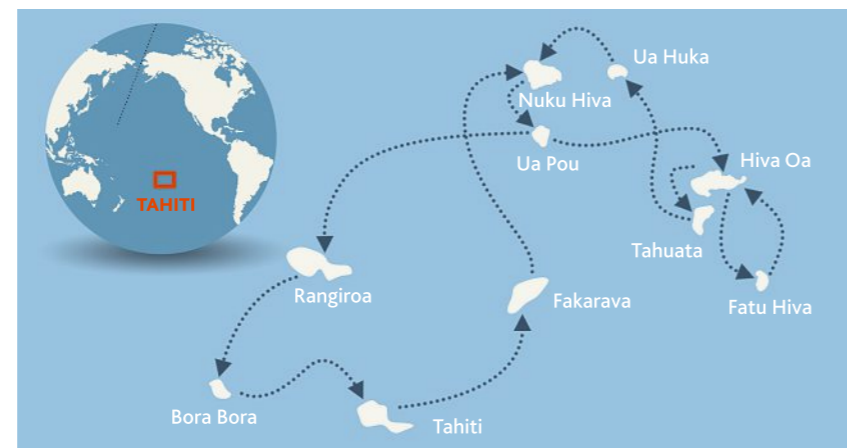 TAHITI
Ua Huka
Nuku Hiva
Ua Pou
Hiva Oa
Tahuata
Rangiroa
Fakarava
Fatu Hiva
Bora Bora
Tahiti